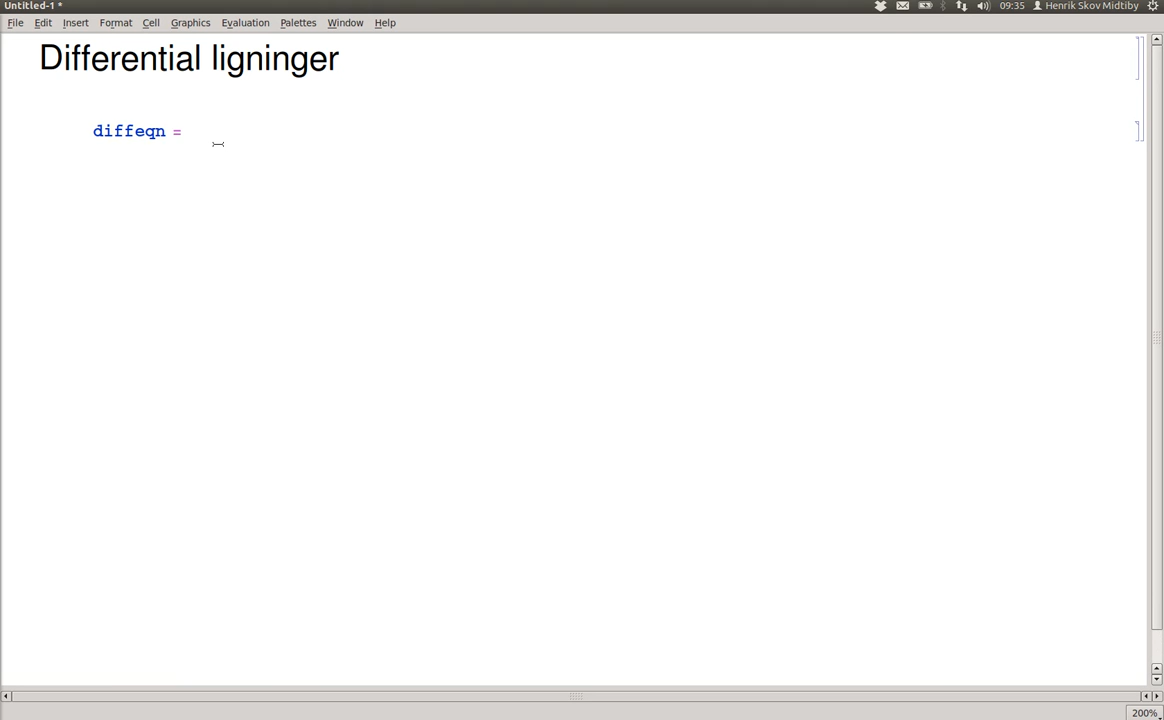 Untitled-1 * 09:35 Henrik Skov Midtiby
File Edit Insert Format Cell Graphics Evaluation Palettes Window Help
Differential ligninger
diffeqn =
200%